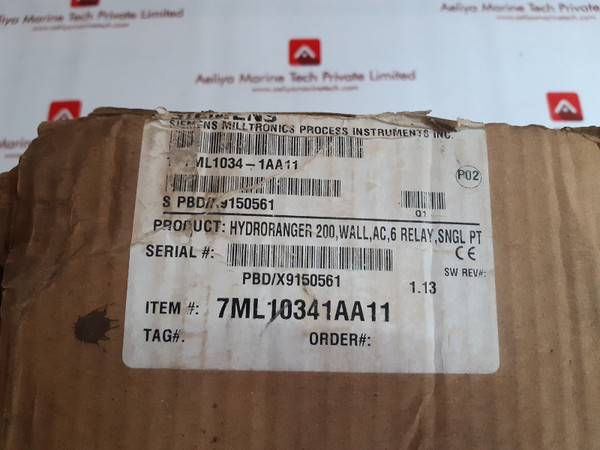 Aeliya Marine Tech Private Limited
Aeliya Marine Tech Private Limited
SIEMENS
SIEMENS MILLTRONICS PROCESS INSTRUMENTS INC.
7ML1034-1AA11
P02
S PBD/X9150561
01
PRODUCT: HYDRORANGER 200,WALL,AC,6 RELAY,SNGL PT
SERIAL #:
CE
PBD/X9150561
SW REV#:
1.13
ITEM #: 7ML10341AA11
TAG#:
ORDER#: